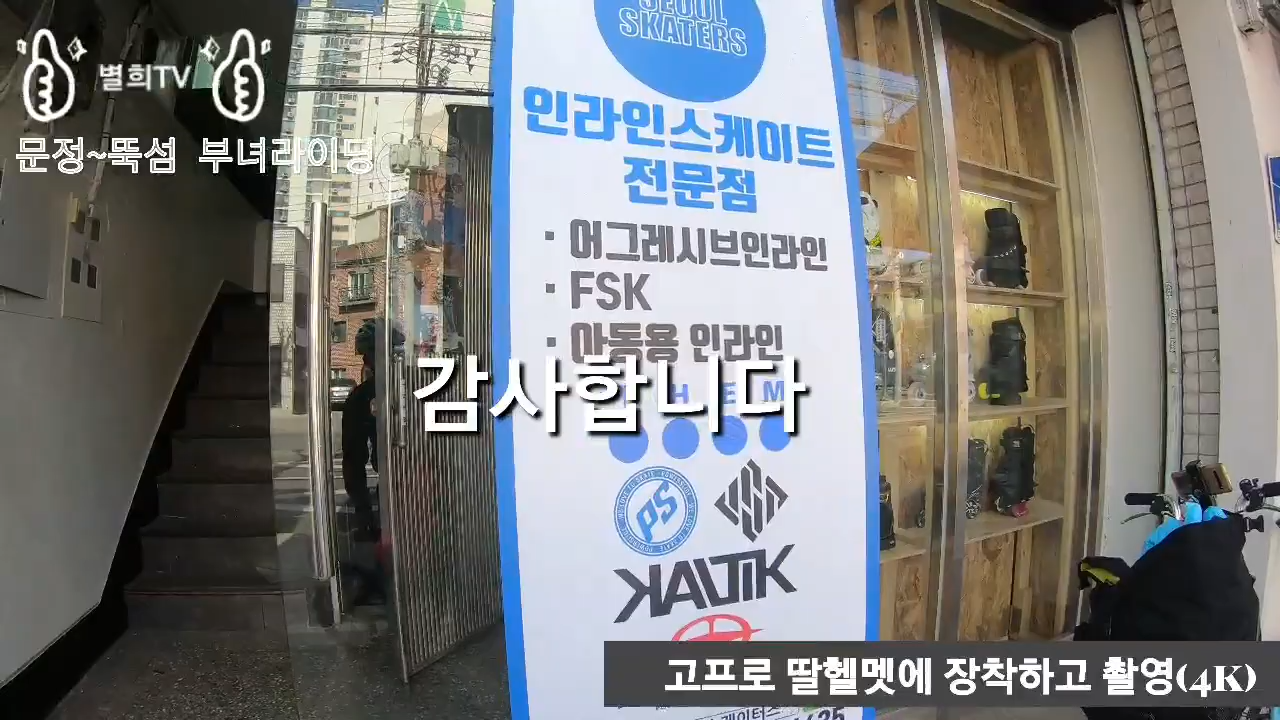 별희TV
문정~뚝섬 부녀라이딩
SEOUL
SKATERS
인라인스케이트
전문점
· 어그레시브인라인
· FSK
· 아동용 인라인
감사합니다
H E M
PS
KALTIK
고프로 딸헬멧에 장착하고 촬영(4K)